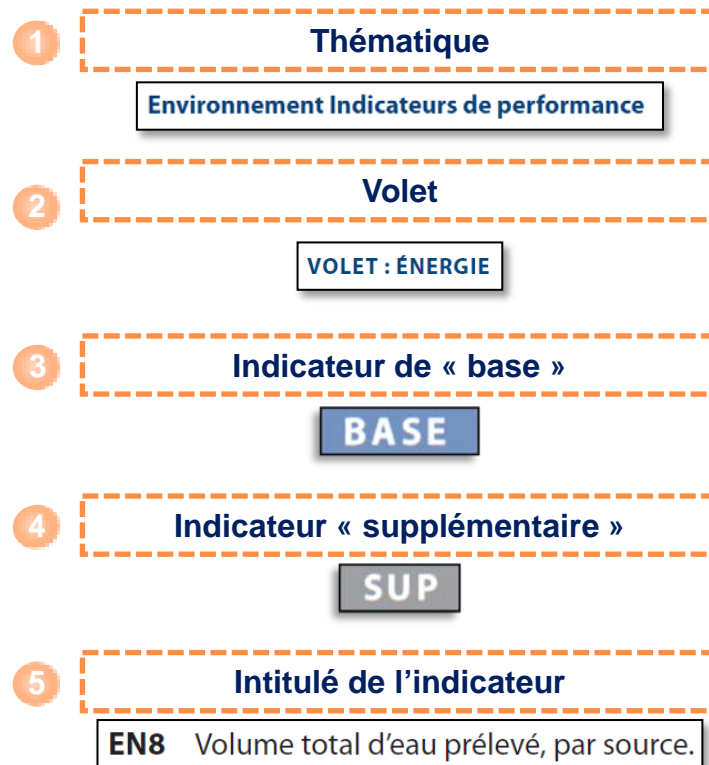 1 Thématique
Environnement Indicateurs de performance
2 Volet
VOLET : ÉNERGIE
3 Indicateur de « base »
BASE
4 Indicateur « supplémentaire »
SUP
5 Intitulé de l’indicateur
EN8 Volume total d’eau prélevé, par source.